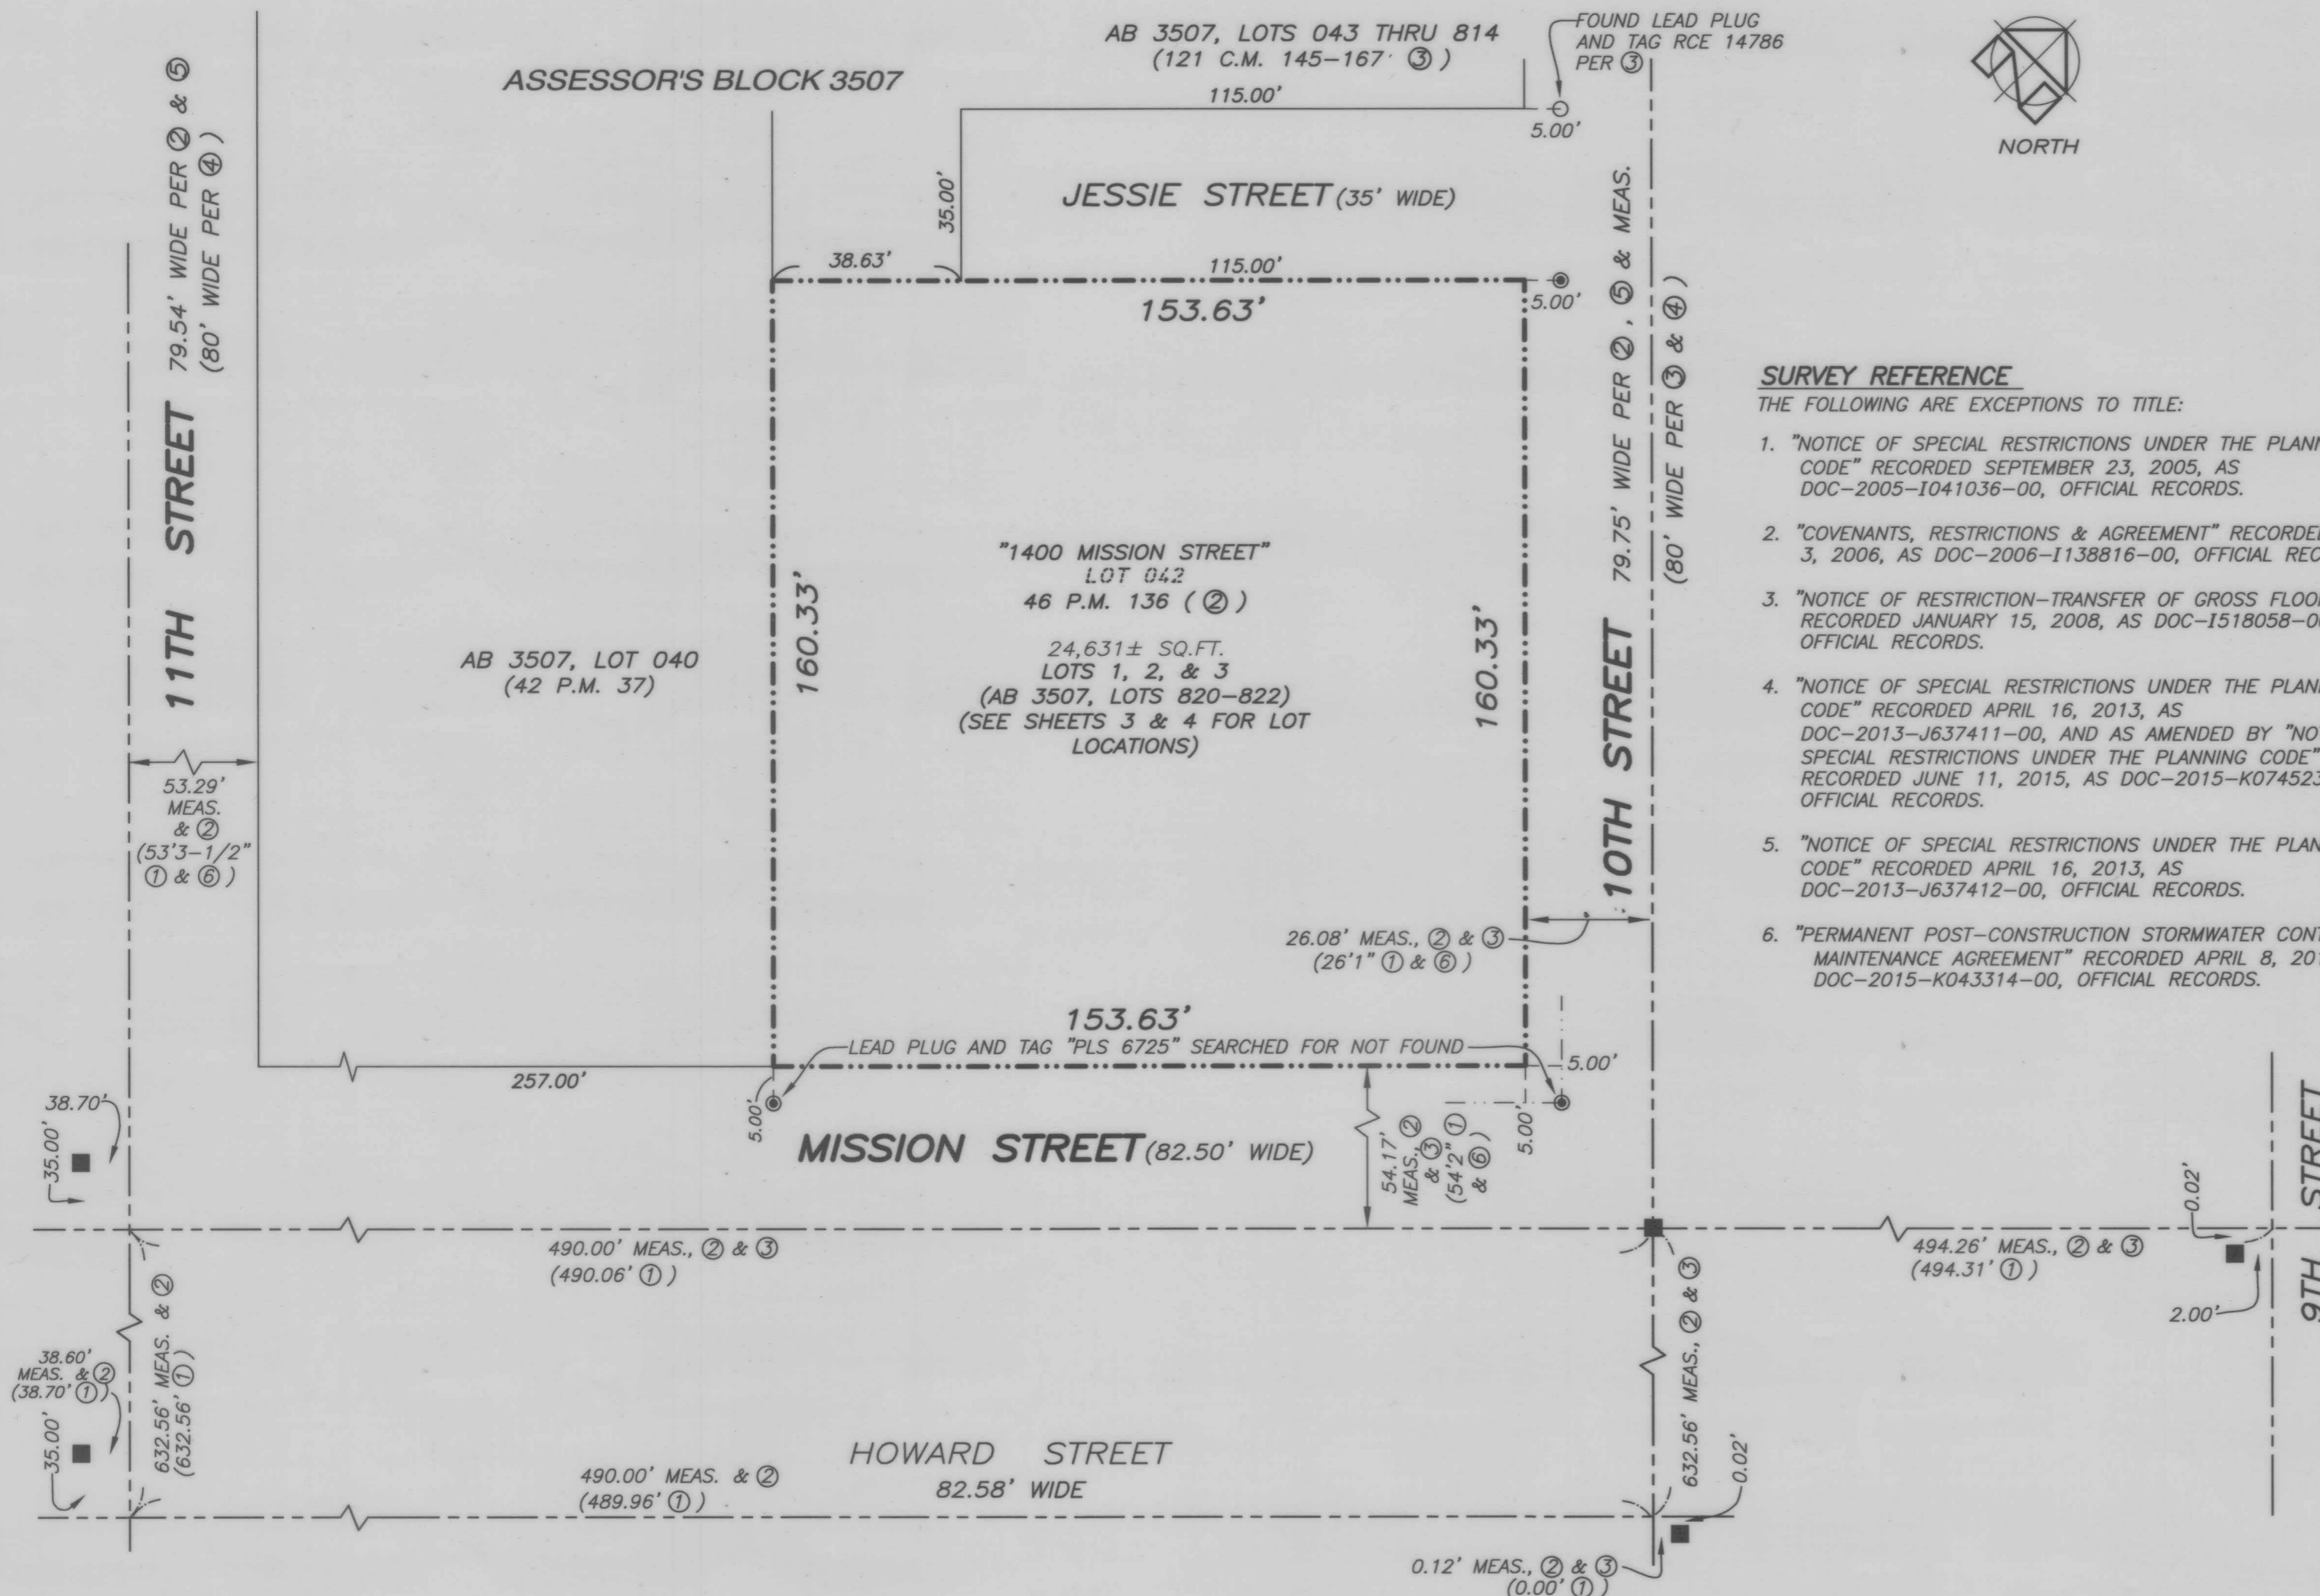 AB 3507, LOTS 043 THRU 814
(121 C.M. 145-167 ③ )
115.00'
FOUND LEAD PLUG
AND TAG RCE 14786
PER ③
5.00'
NORTH
ASSESSOR'S BLOCK 3507
11TH STREET 79.54' WIDE PER ② & ⑤
(80' WIDE PER ④ )
35.00'
JESSIE STREET (35' WIDE)
38.63'
115.00'
153.63'
5.00'
10TH STREET 79.75' WIDE PER ②, ⑤ & MEAS.
(80' WIDE PER ③ & ④ )
"1400 MISSION STREET"
LOT 042
46 P.M. 136 ( ② )
24,631± SQ.FT.
LOTS 1, 2, & 3
(AB 3507, LOTS 820-822)
(SEE SHEETS 3 & 4 FOR LOT
LOCATIONS)
160.33'
160.33'
AB 3507, LOT 040
(42 P.M. 37)
53.29'
MEAS.
& ②
(53'3-1/2"
① & ⑥ )
26.08' MEAS., ② & ③
(26'1" ① & ⑥ )
153.63'
LEAD PLUG AND TAG "PLS 6725" SEARCHED FOR NOT FOUND
5.00'
257.00'
5.00'
5.00'
MISSION STREET (82.50' WIDE)
54.17'
MEAS., ②
& ③
(54'2" ①
& ⑥ )
38.70'
35.00'
490.00' MEAS., ② & ③
(490.06' ① )
494.26' MEAS., ② & ③
(494.31' ① )
0.02'
2.00'
9TH STREET
632.56' MEAS. & ②
(632.56' ① )
632.56' MEAS., ② & ③
38.60'
MEAS. & ②
(38.70' ① )
35.00'
HOWARD STREET
82.58' WIDE
490.00' MEAS. & ②
(489.96' ① )
0.02'
0.12' MEAS., ② & ③
(0.00' ① )
SURVEY REFERENCE
THE FOLLOWING ARE EXCEPTIONS TO TITLE:
1. "NOTICE OF SPECIAL RESTRICTIONS UNDER THE
CODE" RECORDED SEPTEMBER 23, 2005, AS
DOC-2005-I041036-00, OFFICIAL RECORDS.
2. "COVENANTS, RESTRICTIONS & AGREEMENT"
3, 2006, AS DOC-2006-I138816-00, OFFICIAL
3. "NOTICE OF RESTRICTION-TRANSFER OF GROSS FLOOR
RECORDED JANUARY 15, 2008, AS
OFFICIAL RECORDS.
4. "NOTICE OF SPECIAL RESTRICTIONS UNDER THE
CODE" RECORDED APRIL 16, 2013, AS
DOC-2013-J637411-00, AND AS AMENDED BY
SPECIAL RESTRICTIONS UNDER THE PLANNING CODE"
RECORDED JUNE 11, 2015, AS DOC-2015-K074523
OFFICIAL RECORDS.
5. "NOTICE OF SPECIAL RESTRICTIONS UNDER THE
CODE" RECORDED APRIL 16, 2013, AS
DOC-2013-J637412-00, OFFICIAL RECORDS.
6. "PERMANENT POST-CONSTRUCTION STORMWATER
MAINTENANCE AGREEMENT" RECORDED APRIL 8,
DOC-2015-K043314-00, OFFICIAL RECORDS.